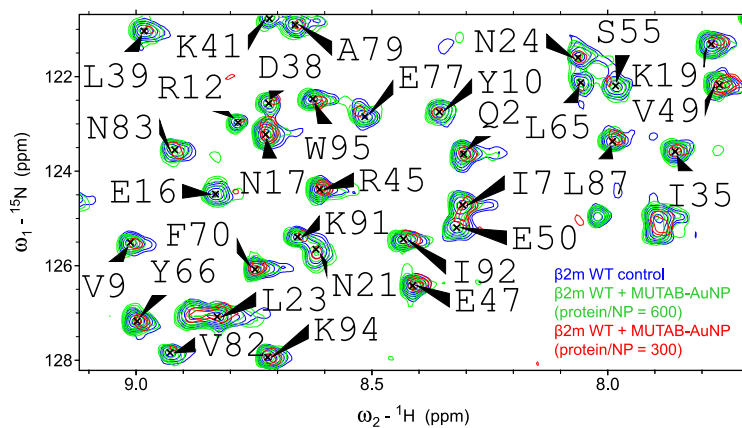 K41
A79
N24
S55
L39
D38
E77
Y10
K19
R12
Q2
V49
N83
W95
L65
E16
N17
R45
I7
L87
I35
F70
K91
E50
V9
Y66
N21
I92
L23
E47
V82
K94
122
124
126
128
ω₁ - ¹⁵N (ppm)
9.0
8.5
8.0
ω₂ - ¹H (ppm)
β2m WT control
β2m WT + MUTAB-AuNP
(protein/NP = 600)
β2m WT + MUTAB-AuNP
(protein/NP = 300)